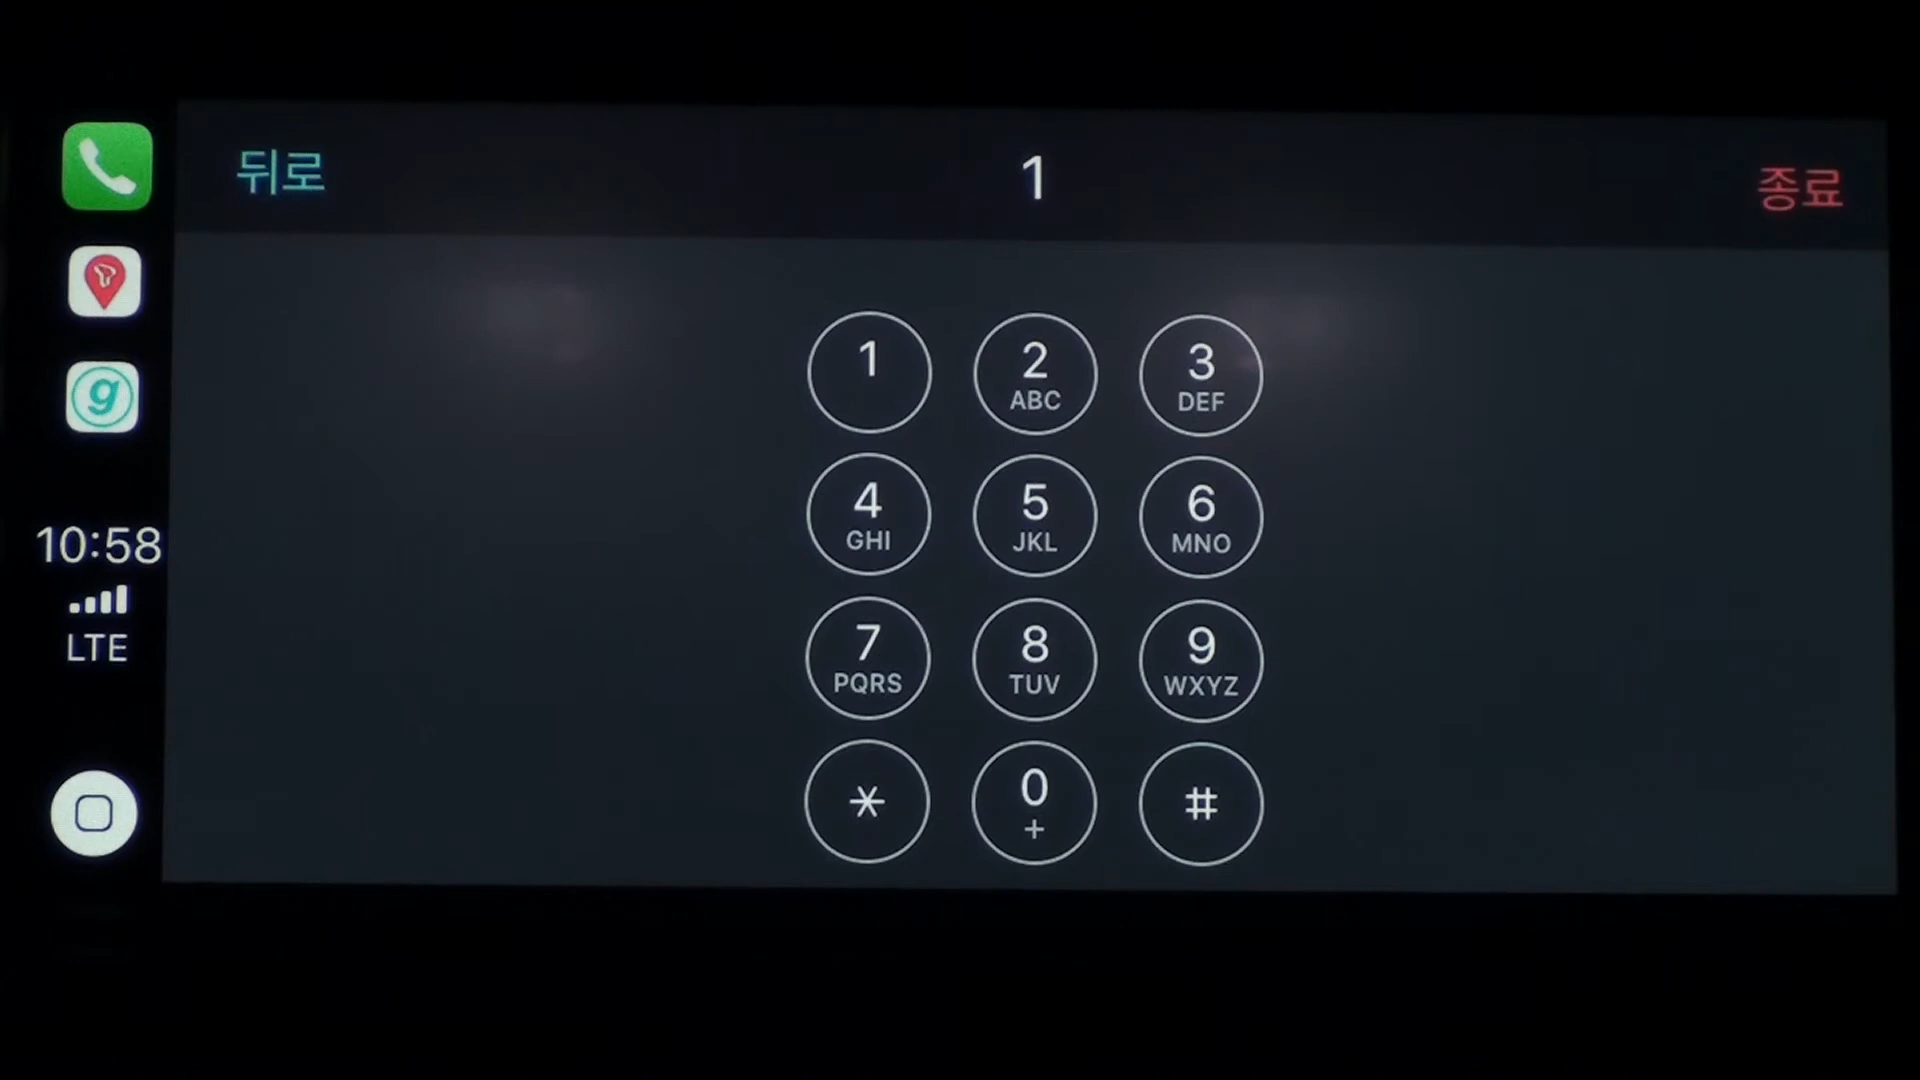 뒤로
1
종료
g
10:58
LTE
1
2
ABC
3
DEF
4
GHI
5
JKL
6
MNO
7
PQRS
8
TUV
9
WXYZ
*
0
+
#